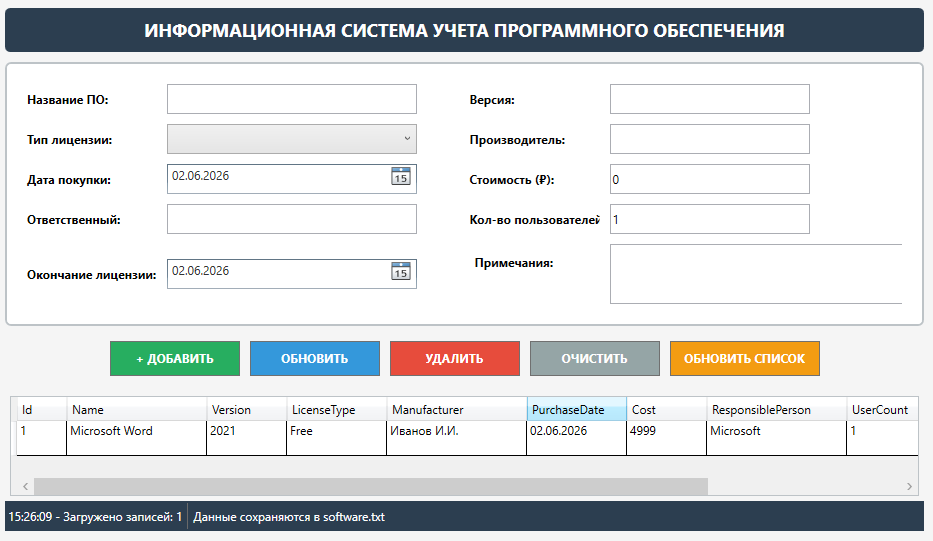 ИНФОРМАЦИОННАЯ СИСТЕМА УЧЕТА ПРОГРАММНОГО ОБЕСПЕЧЕНИЯ
Название ПО: Версия:
Тип лицензии: Производитель:
Дата покупки: 02.06.2026 15 Стоимость (₽): 0
Ответственный: Кол-во пользователей 1
Окончание лицензии: 02.06.2026 15 Примечания:
+ ДОБАВИТЬ ОБНОВИТЬ УДАЛИТЬ ОЧИСТИТЬ ОБНОВИТЬ СПИСОК
Id Name Version LicenseType Manufacturer PurchaseDate Cost ResponsiblePerson UserCount
1 Microsoft Word 2021 Free Иванов И.И. 02.06.2026 4999 Microsoft 1
15:26:09 - Загружено записей: 1 Данные сохраняются в software.txt